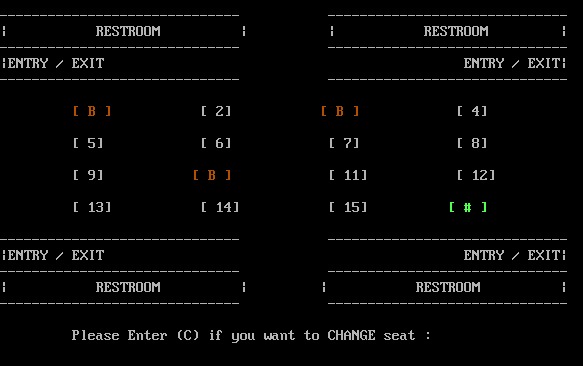 RESTROOM RESTROOM
ENTRY / EXIT ENTRY / EXIT
[ B ] [ 2] [ B ] [ 4]
[ 5] [ 6] [ 7] [ 8]
[ 9] [ B ] [ 11] [ 12]
[ 13] [ 14] [ 15] [ # ]
ENTRY / EXIT ENTRY / EXIT
RESTROOM RESTROOM
Please Enter (C) if you want to CHANGE seat :